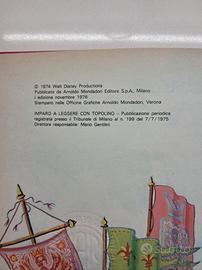 © 1974 Walt Disney Productions
Pubblicato da Arnoldo Mondadori Editore S.p.A., Milano
I edizione novembre 1976
Stampato nelle Officine Grafiche Arnoldo Mondadori, Verona
IMPARO A LEGGERE CON TOPOLINO - Pubblicazione periodica
registrata presso il Tribunale di Milano al n. 199 del 7/7/1975
Direttore responsabile: Mario Gentilini